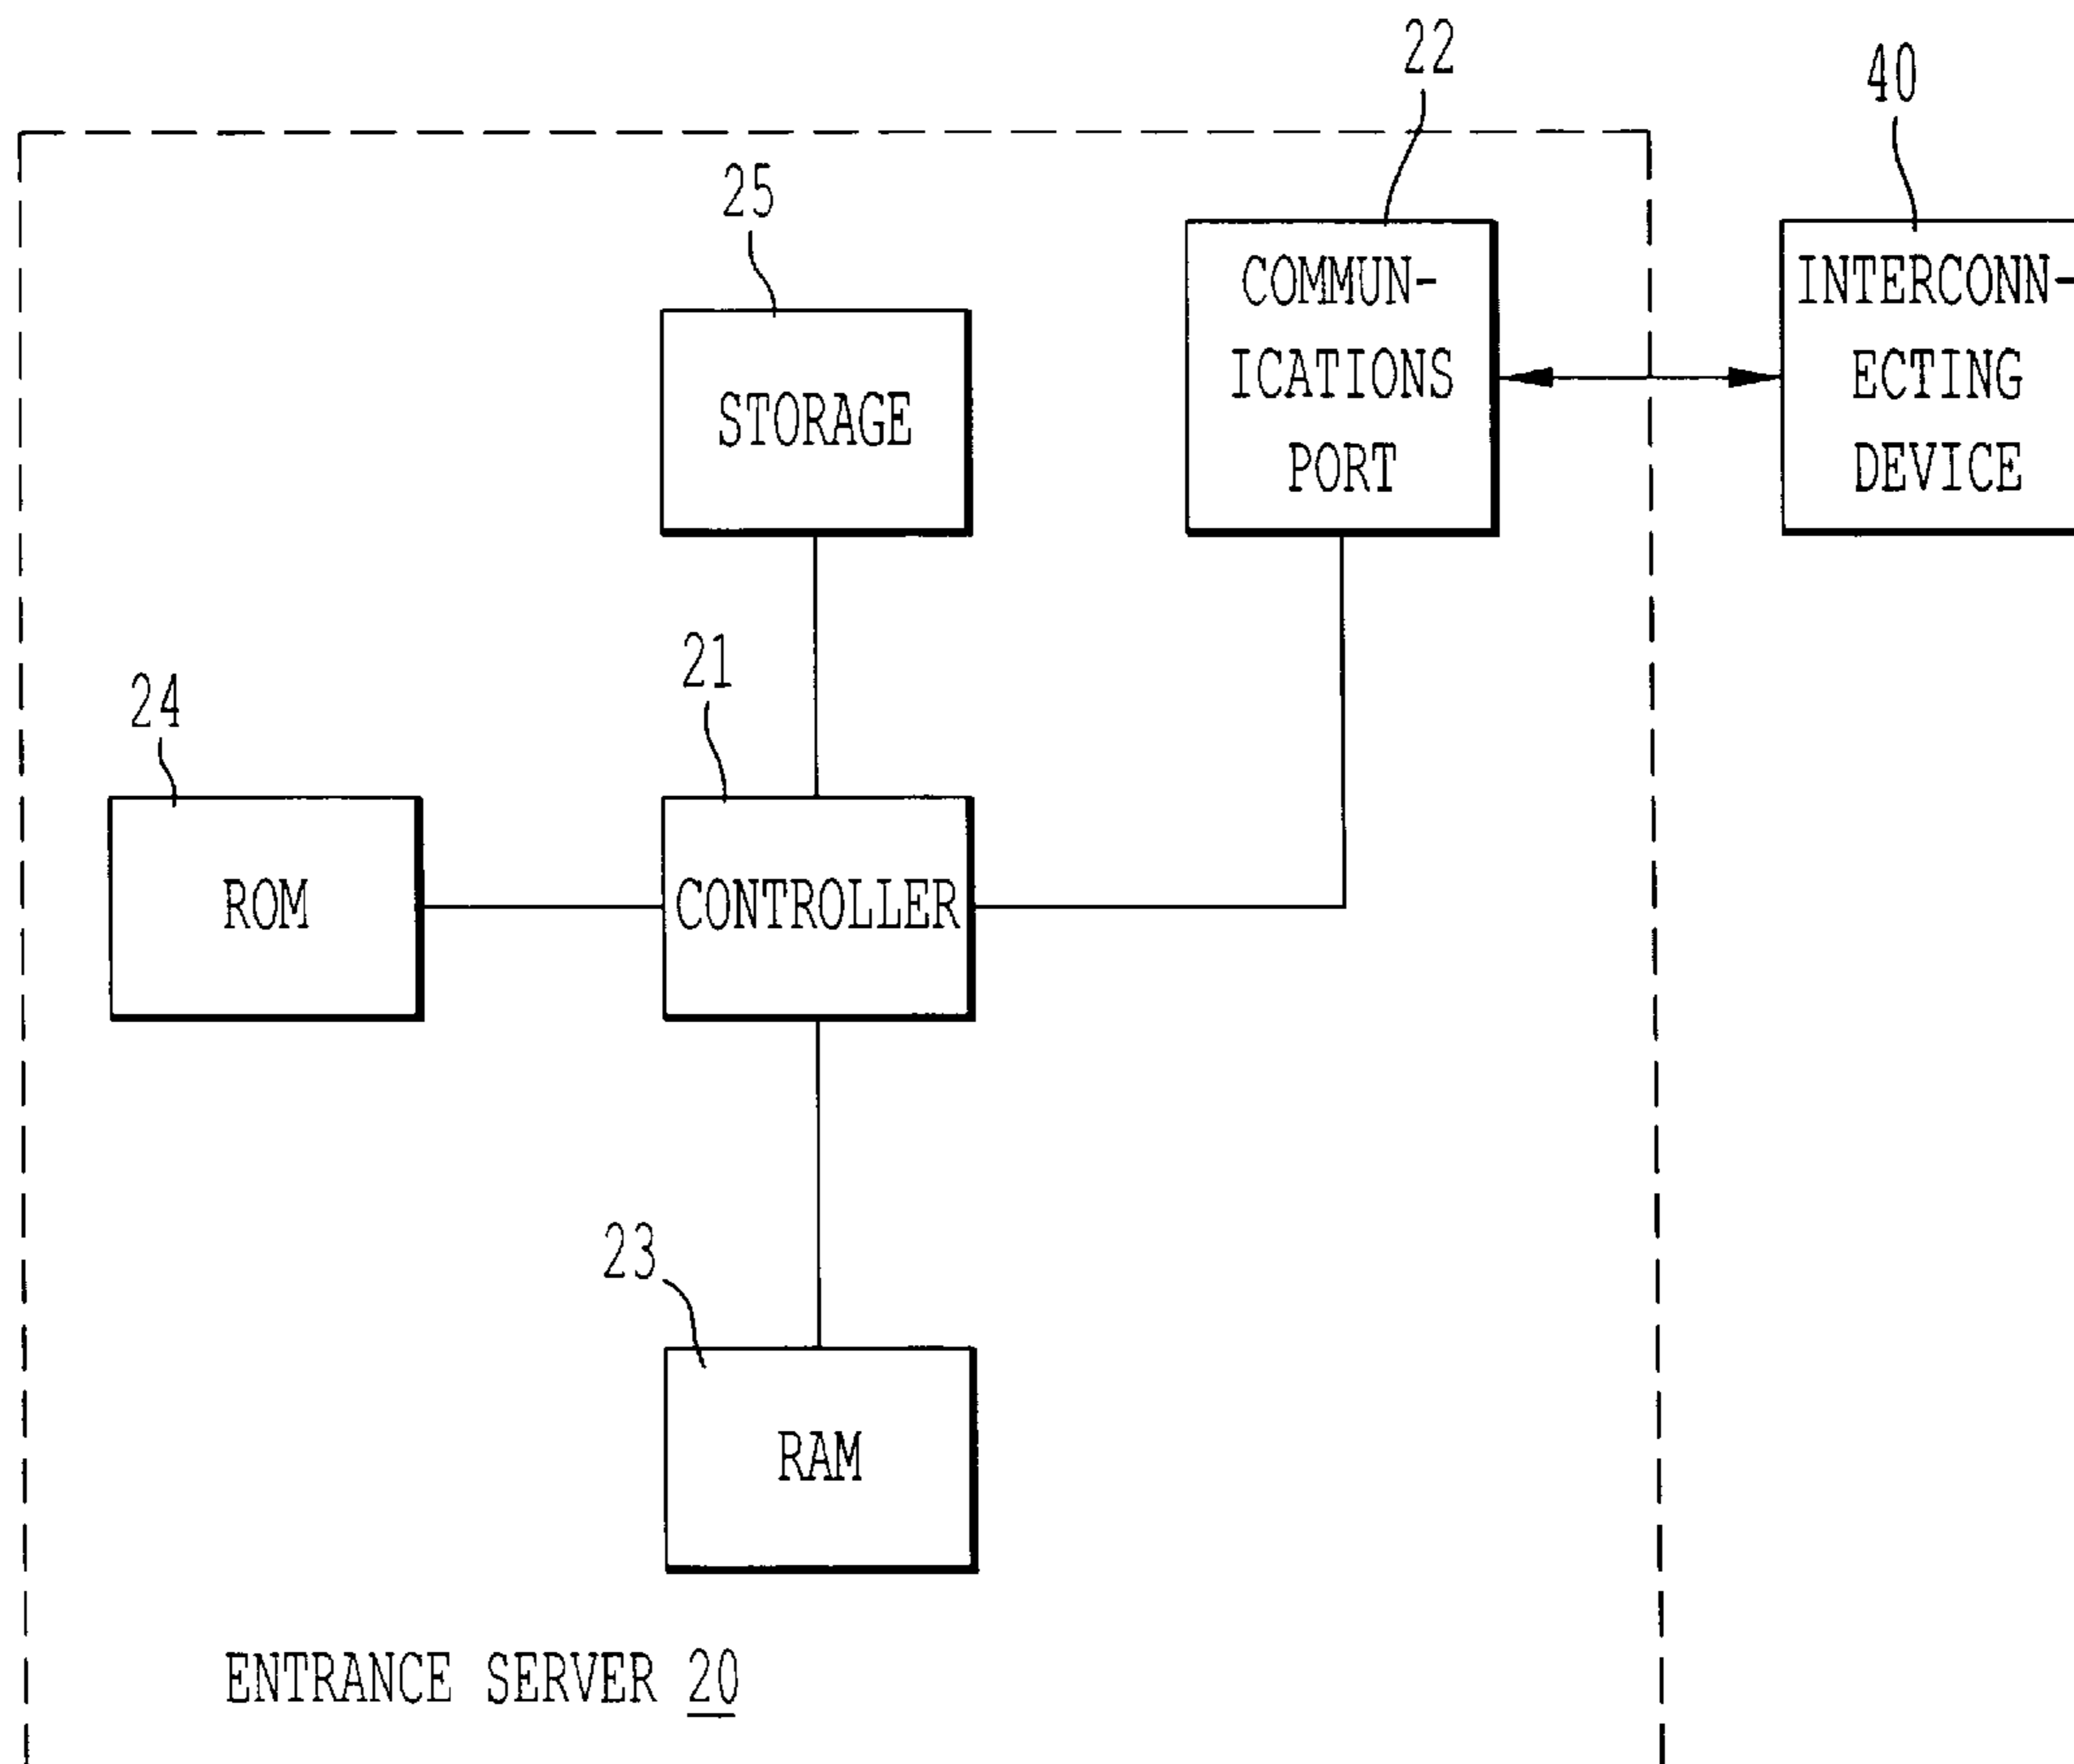 22
40
25
COMMUN-
ICATIONS
PORT
INTERCONN-
ECTING
DEVICE
STORAGE
21
24
ROM
CONTROLLER
23
RAM
ENTRANCE SERVER 20